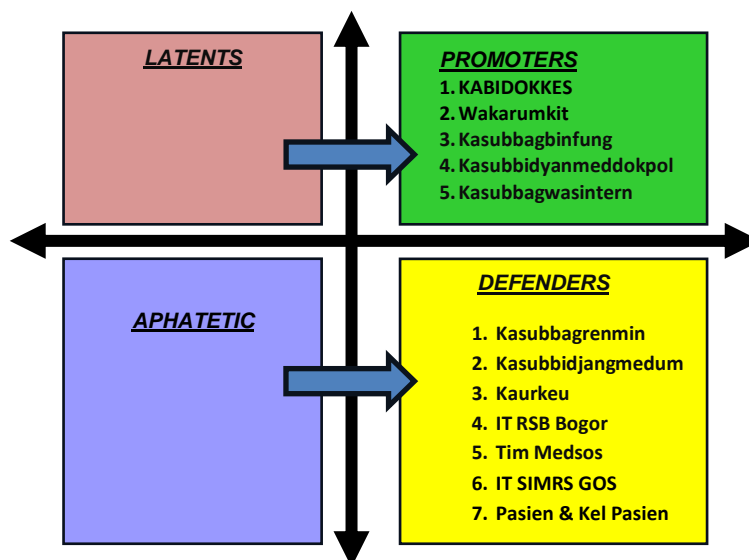 LATENTS
PROMOTERS
1. KABIDOKKES
2. Wakarumkit
3. Kasubbagbinfung
4. Kasubbidyanmeddokpol
5. Kasubbagwasintern
APHATETIC
DEFENDERS
1. Kasubbagrenmin
2. Kasubbidjangmedum
3. Kaurkeu
4. IT RSB Bogor
5. Tim Medsos
6. IT SIMRS GOS
7. Pasien & Kel Pasien